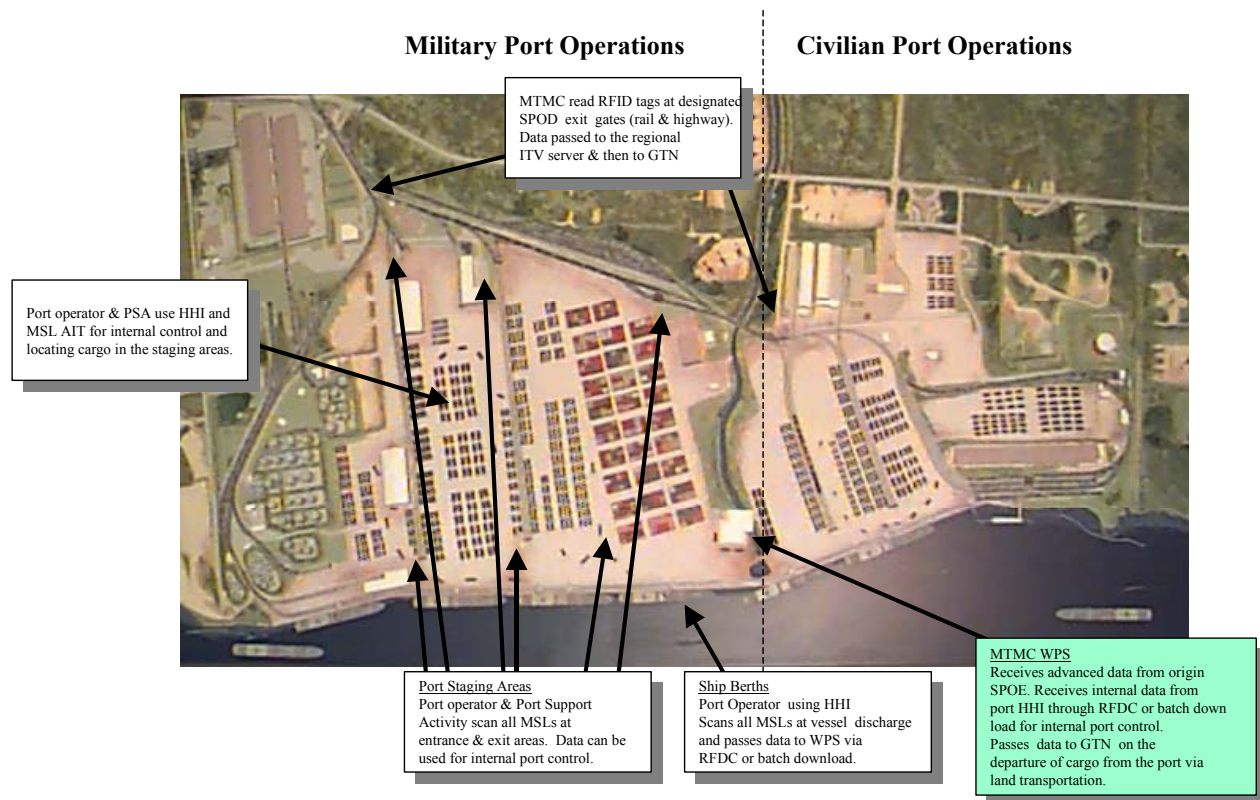 Military Port Operations
Civilian Port Operations
MTMC read RFID tags at designated
SPOD exit gates (rail & highway).
Data passed to the regional
ITV server & then to GTN
Port operator & PSA use HHI and
MSL AIT for internal control and
locating cargo in the staging areas.
Port Staging Areas
Port operator & Port Support
Activity scan all MSLs at
entrance & exit areas. Data can be
used for internal port control.
Ship Berths
Port Operator using HHI
Scans all MSLs at vessel discharge
and passes data to WPS via
RFDC or batch download.
MTMC WPS
Receives advanced data from origin
SPOE. Receives internal data from
port HHI through RFDC or batch down
load for internal port control.
Passes data to GTN on the
departure of cargo from the port via
land transportation.